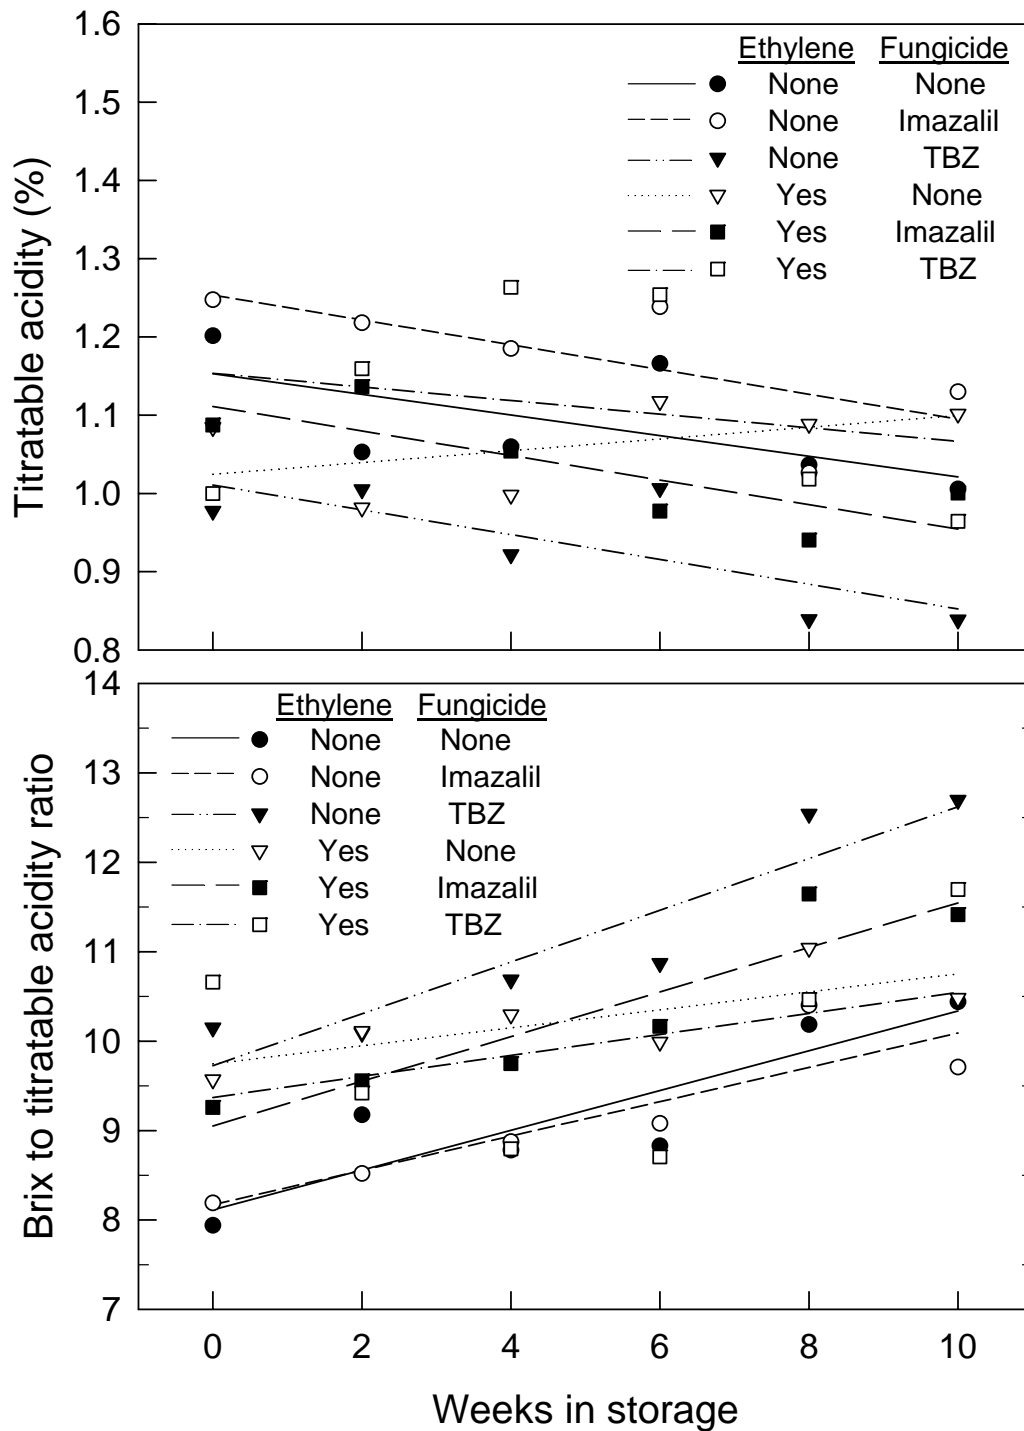 Titratable acidity (%)
1.6
1.5
1.4
1.3
1.2
1.1
1.0
0.9
0.8
Ethylene Fungicide
None None
None Imazalil
None TBZ
Yes None
Yes Imazalil
Yes TBZ
Brix to titratable acidity ratio
14
13
12
11
10
9
8
7
Ethylene Fungicide
None None
None Imazalil
None TBZ
Yes None
Yes Imazalil
Yes TBZ
0 2 4 6 8 10
Weeks in storage